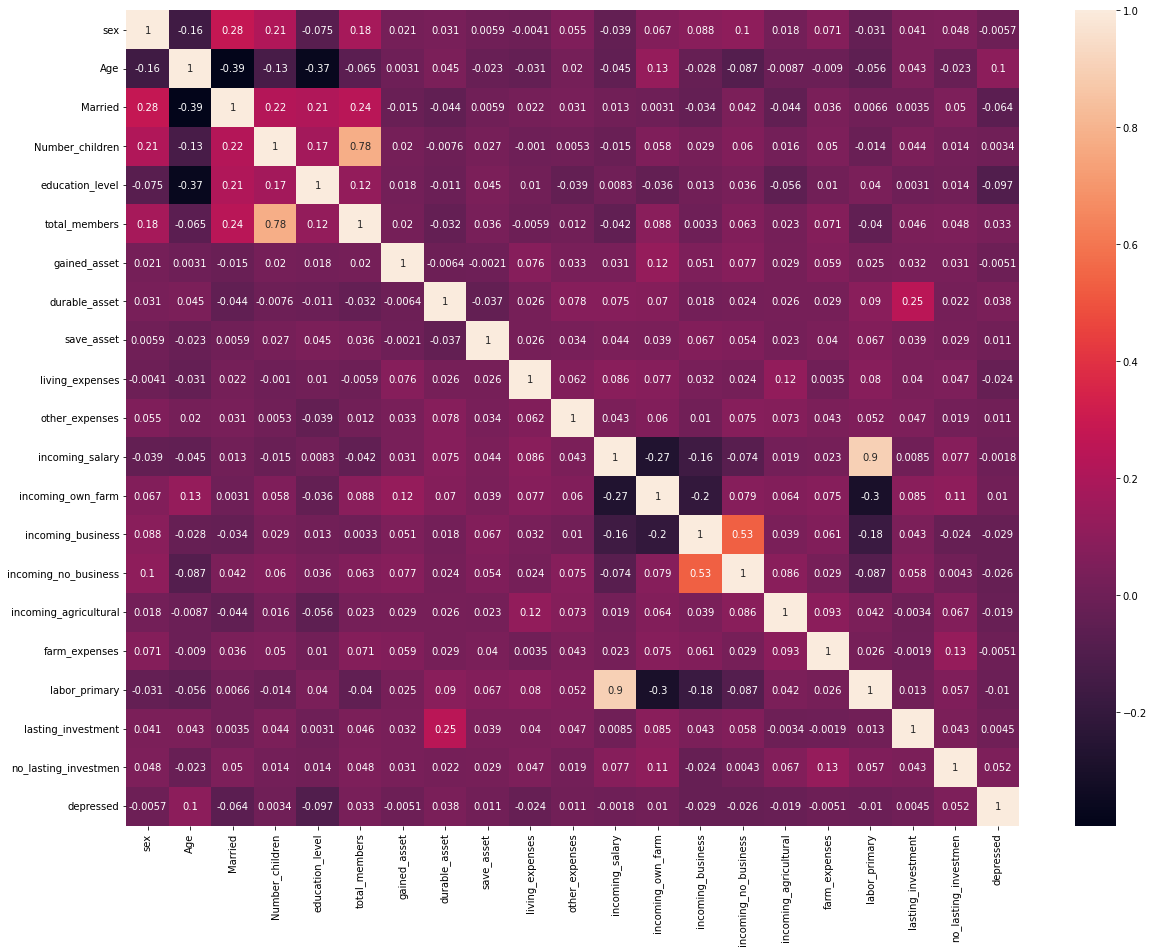 sex 1 -0.16 0.28 0.21 -0.075 0.18 0.021 0.031 0.0059 -0.0041 0.055 -0.039 0.067 0.088 0.1 0.018 0.071 -0.031 0.041 0.048 -0.0057
Age -0.16 1 -0.39 -0.13 -0.37 -0.065 0.0031 0.045 -0.023 -0.031 0.02 -0.045 0.13 -0.028 -0.087 -0.0087 -0.009 -0.056 0.043 -0.023 0.1
Married 0.28 -0.39 1 0.22 0.21 0.24 -0.015 -0.044 0.0059 0.022 0.031 0.013 0.0031 -0.034 0.042 -0.044 0.036 0.0066 0.0035 0.05 -0.064
Number_children 0.21 -0.13 0.22 1 0.17 0.78 0.02 -0.0076 0.027 -0.001 0.0053 -0.015 0.058 0.029 0.06 0.016 0.05 -0.014 0.044 0.014 0.0034
education_level -0.075 -0.37 0.21 0.17 1 0.12 0.018 -0.011 0.045 0.01 -0.039 0.0083 -0.036 0.013 0.036 -0.056 0.01 0.04 0.0031 0.014 -0.097
total_members 0.18 -0.065 0.24 0.78 0.12 1 0.02 -0.032 0.036 -0.0059 0.012 -0.042 0.088 0.0033 0.063 0.023 0.071 -0.04 0.046 0.048 0.033
gained_asset 0.021 0.0031 -0.015 0.02 0.018 0.02 1 -0.0064 -0.0021 0.076 0.033 0.031 0.12 0.051 0.077 0.029 0.059 0.025 0.032 0.031 -0.0051
durable_asset 0.031 0.045 -0.044 -0.0076 -0.011 -0.032 -0.0064 1 -0.037 0.026 0.078 0.075 0.07 0.018 0.024 0.026 0.029 0.09 0.25 0.022 0.038
save_asset 0.0059 -0.023 0.0059 0.027 0.045 0.036 -0.0021 -0.037 1 0.026 0.034 0.044 0.039 0.067 0.054 0.023 0.04 0.067 0.039 0.029 0.011
living_expenses -0.0041 -0.031 0.022 -0.001 0.01 -0.0059 0.076 0.026 0.026 1 0.062 0.086 0.077 0.032 0.024 0.12 0.0035 0.08 0.04 0.047 -0.024
other_expenses 0.055 0.02 0.031 0.0053 -0.039 0.012 0.033 0.078 0.034 0.062 1 0.043 0.06 0.01 0.075 0.073 0.043 0.052 0.047 0.019 0.011
incoming_salary -0.039 -0.045 0.013 -0.015 0.0083 -0.042 0.031 0.075 0.044 0.086 0.043 1 -0.27 -0.16 -0.074 0.019 0.023 0.9 0.0085 0.077 -0.0018
incoming_own_farm 0.067 0.13 0.0031 0.058 -0.036 0.088 0.12 0.07 0.039 0.077 0.06 -0.27 1 -0.2 0.079 0.064 0.075 -0.3 0.085 0.11 0.01
incoming_business 0.088 -0.028 -0.034 0.029 0.013 0.0033 0.051 0.018 0.067 0.032 0.01 -0.16 -0.2 1 0.53 0.039 0.061 -0.18 0.043 -0.024 -0.029
incoming_no_business 0.1 -0.087 0.042 0.06 0.036 0.063 0.077 0.024 0.054 0.024 0.075 -0.074 0.079 0.53 1 0.086 0.029 -0.087 0.058 0.0043 -0.026
incoming_agricultural 0.018 -0.0087 -0.044 0.016 -0.056 0.023 0.029 0.026 0.023 0.12 0.073 0.019 0.064 0.039 0.086 1 0.093 0.042 -0.0034 0.067 -0.019
farm_expenses 0.071 -0.009 0.036 0.05 0.01 0.071 0.059 0.029 0.04 0.0035 0.043 0.023 0.075 0.061 0.029 0.093 1 0.026 -0.0019 0.13 -0.0051
labor_primary -0.031 -0.056 0.0066 -0.014 0.04 -0.04 0.025 0.09 0.067 0.08 0.052 0.9 -0.3 -0.18 -0.087 0.042 0.026 1 0.013 0.057 -0.01
lasting_investment 0.041 0.043 0.0035 0.044 0.0031 0.046 0.032 0.25 0.039 0.04 0.047 0.0085 0.085 0.043 0.058 -0.0034 -0.0019 0.013 1 0.043 0.0045
no_lasting_investmen 0.048 -0.023 0.05 0.014 0.014 0.048 0.031 0.022 0.029 0.047 0.019 0.077 0.11 -0.024 0.0043 0.067 0.13 0.057 0.043 1 0.052
depressed -0.0057 0.1 -0.064 0.0034 -0.097 0.033 -0.0051 0.038 0.011 -0.024 0.011 -0.0018 0.01 -0.029 -0.026 -0.019 -0.0051 -0.01 0.0045 0.052 1
sex
Age
Married
Number_children
education_level
total_members
gained_asset
durable_asset
save_asset
living_expenses
other_expenses
incoming_salary
incoming_own_farm
incoming_business
incoming_no_business
incoming_agricultural
farm_expenses
labor_primary
lasting_investment
no_lasting_investmen
depressed
1.0
0.8
0.6
0.4
0.2
0.0
−0.2